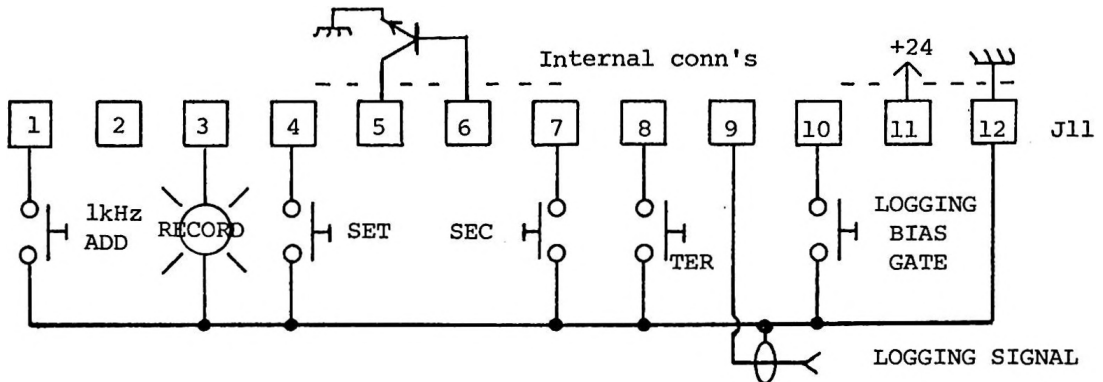 Internal conn's
+24
1 2 3 4 5 6 7 8 9 10 11 12 J11
1kHz
ADD
RECORD
SET
SEC
TER
LOGGING
BIAS
GATE
LOGGING SIGNAL